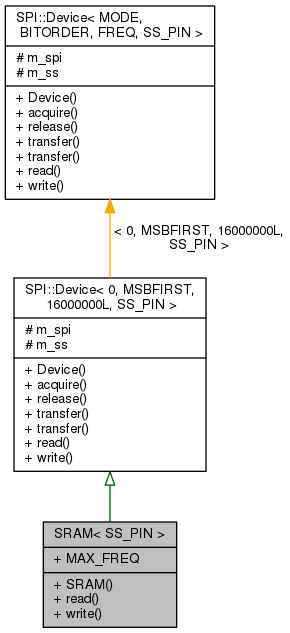 SPI::Device< MODE,
BITORDER, FREQ, SS_PIN >
# m_spi
# m_ss
+ Device()
+ acquire()
+ release()
+ transfer()
+ transfer()
+ read()
+ write()
< 0, MSBFIRST, 16000000L,
SS_PIN >
SPI::Device< 0, MSBFIRST,
16000000L, SS_PIN >
# m_spi
# m_ss
+ Device()
+ acquire()
+ release()
+ transfer()
+ transfer()
+ read()
+ write()
SRAM< SS_PIN >
+ MAX_FREQ
+ SRAM()
+ read()
+ write()